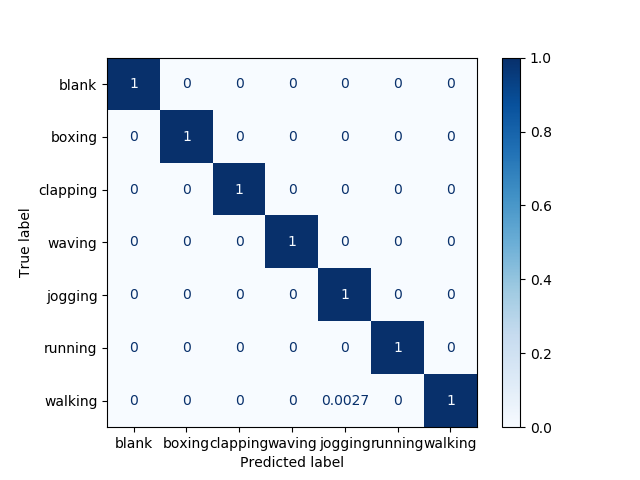 blank 1 0 0 0 0 0 0
boxing 0 1 0 0 0 0 0
clapping 0 0 1 0 0 0 0
waving 0 0 0 1 0 0 0
jogging 0 0 0 0 1 0 0
running 0 0 0 0 0 1 0
walking 0 0 0 0 0.0027 0 1
blank boxing clapping waving jogging running walking
Predicted label
True label
1.0
0.8
0.6
0.4
0.2
0.0